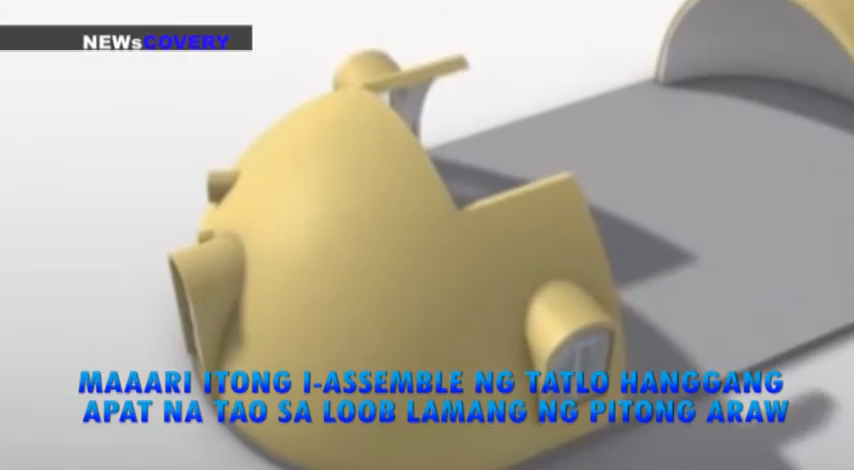 NEWsCOVERY
MAAARI ITONG I-ASSEMBLE NG TATLO HANGGANG
APAT NA TAO SA LOOB LAMANG NG PITONG ARAW